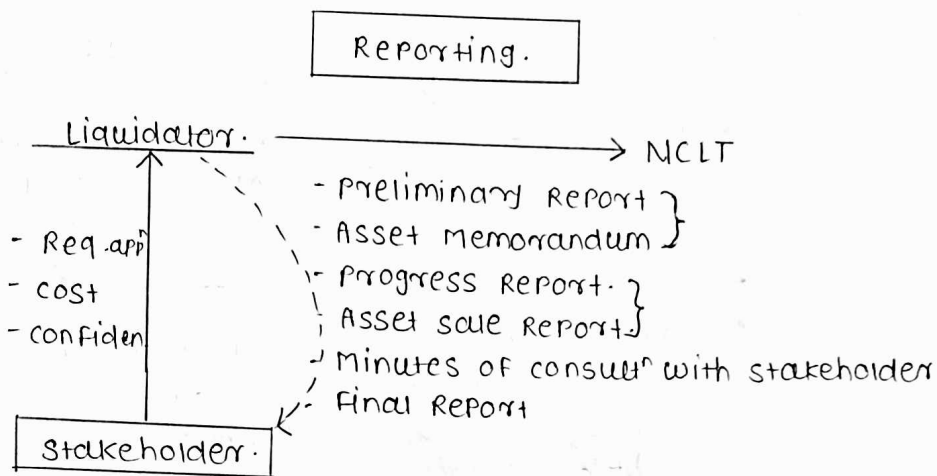 Reporting.
Liquidator. NCLT
- Preliminary Report
- Asset Memorandum
- Req. appⁿ
- Progress Report.
- cost
- Asset sale Report
- confiden
- Minutes of consultⁿ with stakeholder
- Final Report
Stakeholder.